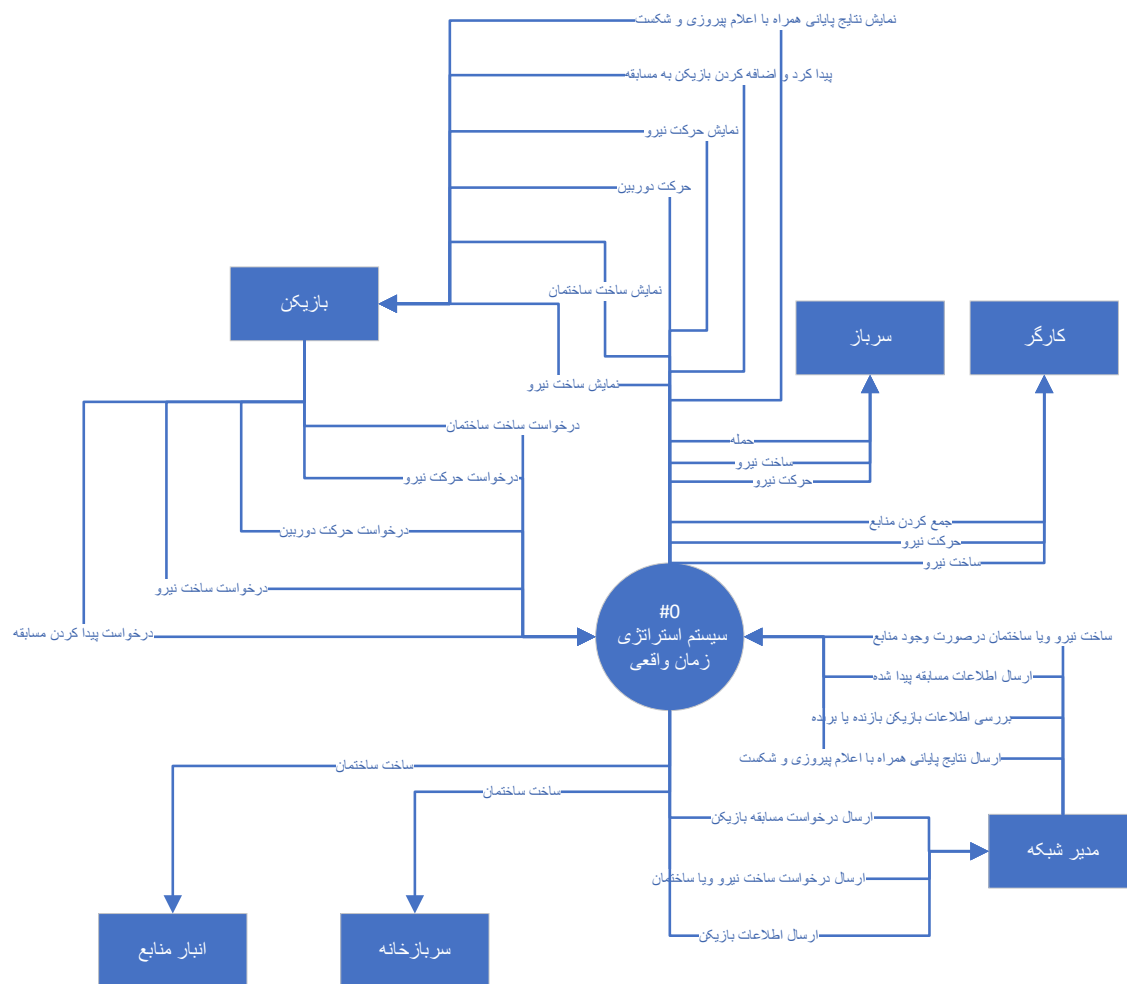 نمایش نتایج پایانی همراه با اعلام پیروزی و شکست
پیدا کرد و اضافه کردن بازیکن به مسابقه
نمایش حرکت نیرو
حرکت دوربین
نمایش ساخت ساختمان
بازیکن
سرباز
کارگر
نمایش ساخت نیرو
درخواست ساخت ساختمان
حمله
ساخت نیرو
حرکت نیرو
درخواست حرکت نیرو
جمع کردن منابع
حرکت نیرو
ساخت نیرو
درخواست حرکت دوربین
درخواست ساخت نیرو
درخواست پیدا کردن مسابقه
#0
سیستم استراتژی
زمان واقعی
ساخت نیرو ویا ساختمان درصورت وجود منابع
ارسال اطلاعات مسابقه پیدا شده
بررسی اطلاعات بازیکن بازنده یا برنده
ارسال نتایج پایانی همراه با اعلام پیروزی و شکست
ساخت ساختمان
ساخت ساختمان
ارسال درخواست مسابقه بازیکن
مدیر شبکه
ارسال درخواست ساخت نیرو ویا ساختمان
ارسال اطلاعات بازیکن
سربازخانه
انبار منابع